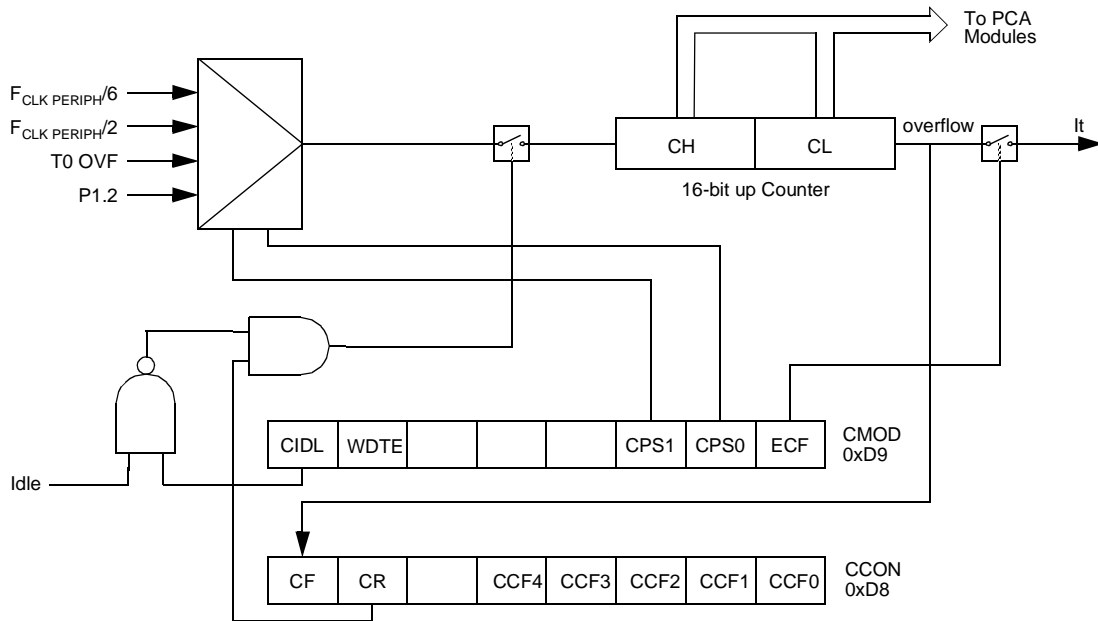 To PCA
Modules
FCLK PERIPH/6
FCLK PERIPH/2
T0 OVF
P1.2
CH
CL
overflow
It
16-bit up Counter
CIDL
WDTE
CPS1
CPS0
ECF
CMOD
0xD9
Idle
CF
CR
CCF4
CCF3
CCF2
CCF1
CCF0
CCON
0xD8